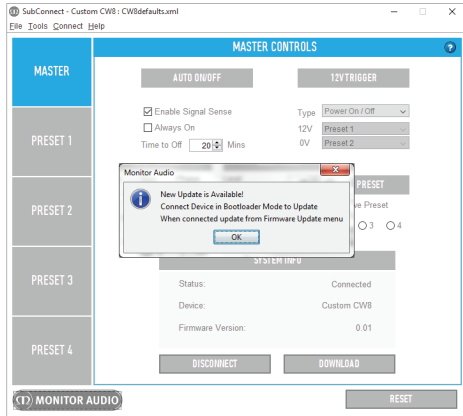 SubConnect - Custom CW8 : CW8defaults.xml
File Tools Connect Help
MASTER CONTROLS
MASTER
PRESET 1
PRESET 2
PRESET 3
PRESET 4
AUTO ON/OFF
12V TRIGGER
Enable Signal Sense
Always On
Time to Off 20 Mins
Type Power On / Off
12V Preset 1
0V Preset 2
Monitor Audio
New Update is Available!
Connect Device in Bootloader Mode to Update
When connected update from Firmware Update menu
OK
PRESET
ve Preset
3 4
SYSTEM INFO
Status: Connected
Device: Custom CW8
Firmware Version: 0.01
DISCONNECT
DOWNLOAD
MONITOR AUDIO
RESET